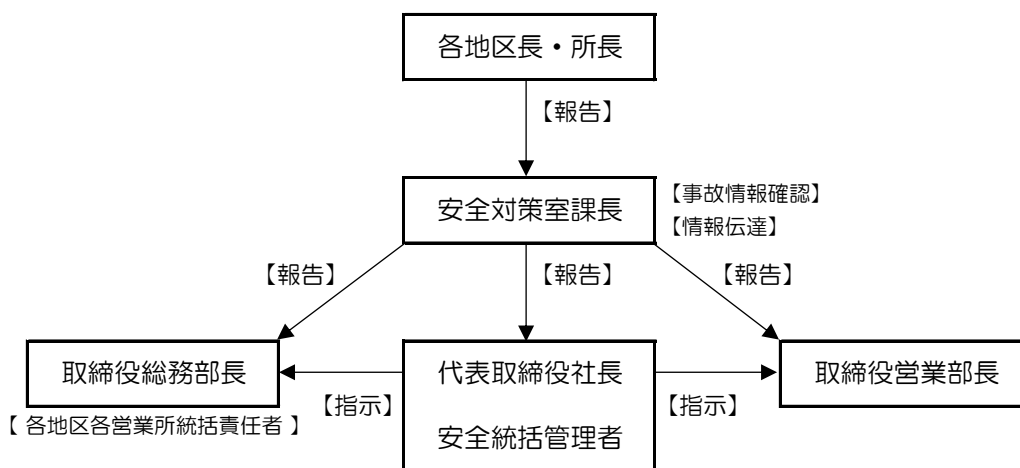 各地区長・所長
【報告】
安全対策室課長
【事故情報確認】
【情報伝達】
【報告】
【報告】
【報告】
取締役総務部長
代表取締役社長
取締役営業部長
【指示】
【指示】
【 各地区各営業所統括責任者 】
安全統括管理者